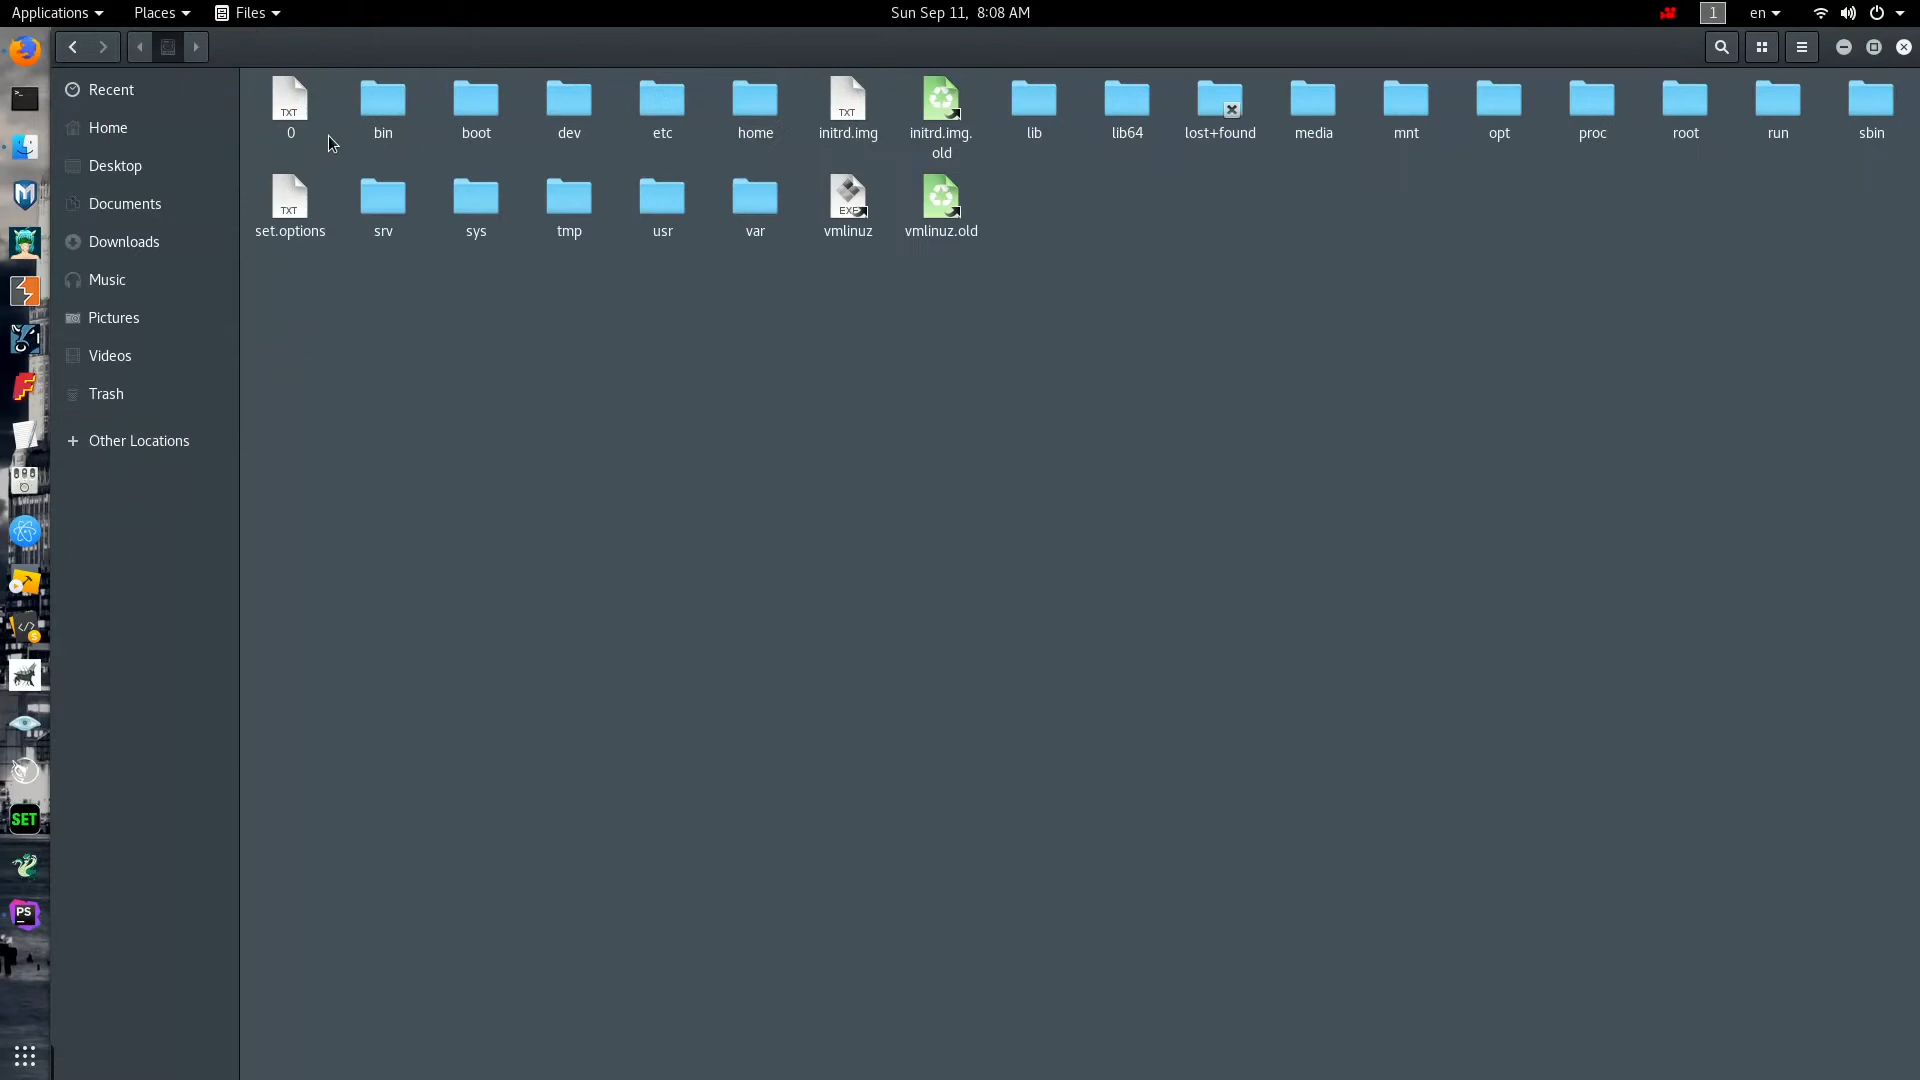 Applications Places Files Sun Sep 11, 8:08 AM 1 en
Recent
Home
Desktop
Documents
Downloads
Music
Pictures
Videos
Trash
Other Locations
TXT TXT
0 bin boot dev etc home initrd.img initrd.img. lib lib64 lost+found media mnt opt proc root run sbin
old
TXT EXE
set.options srv sys tmp usr var vmlinuz vmlinuz.old
SET
PS